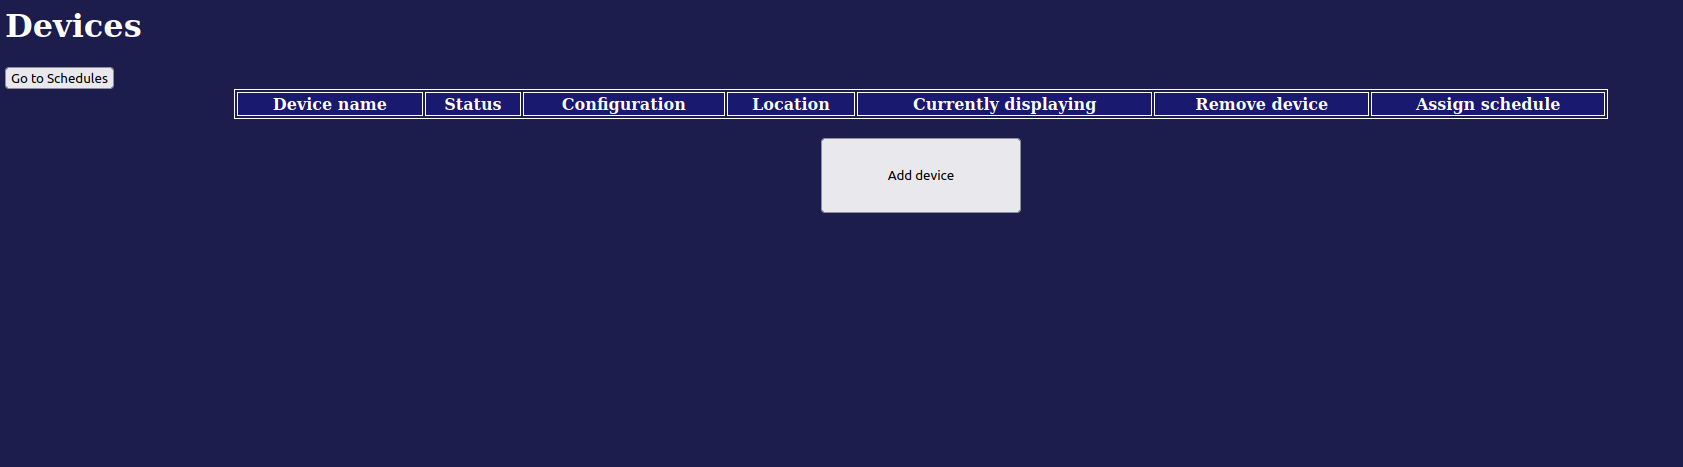 Devices
Go to Schedules
Device name Status Configuration Location Currently displaying Remove device Assign schedule
Add device